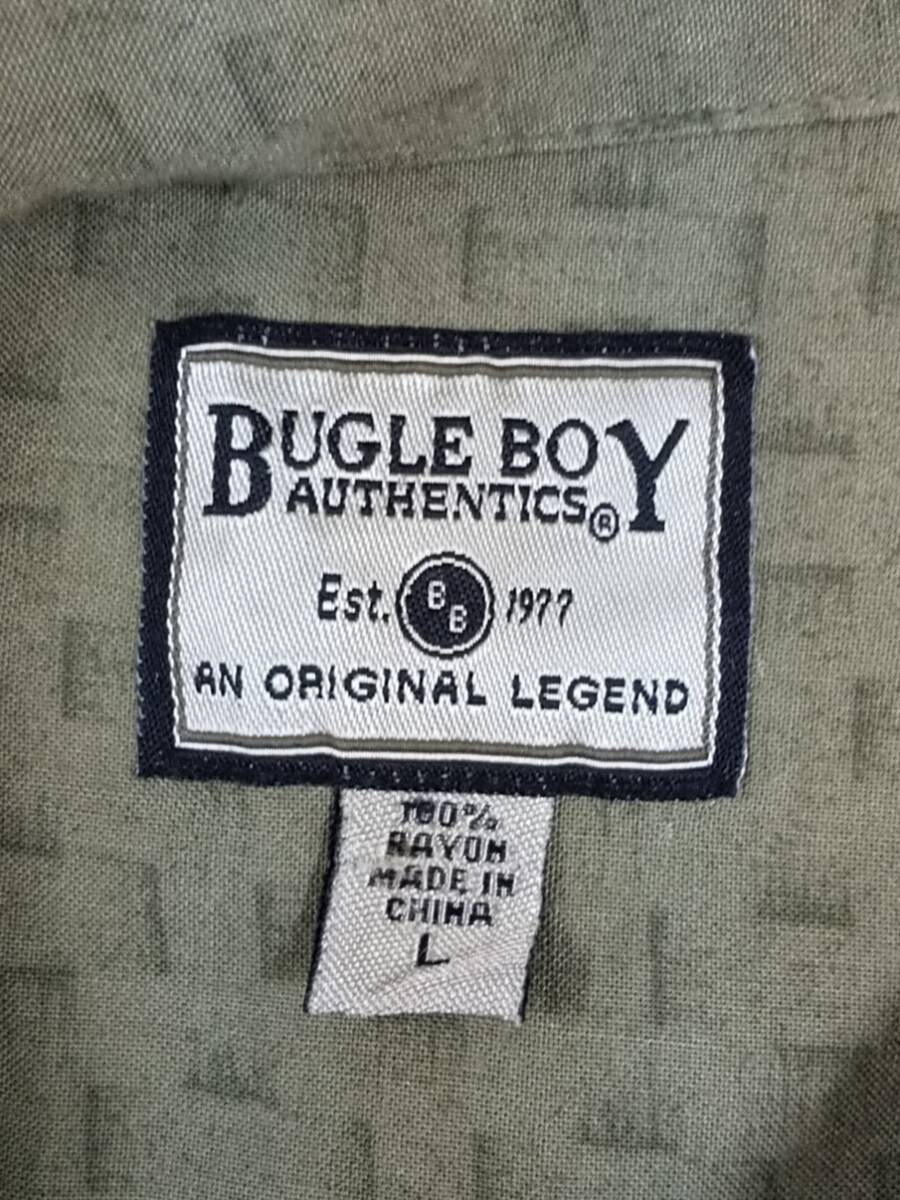 BUGLE BOY
AUTHENTICS®
Est. BB 1977
AN ORIGINAL LEGEND
100%
RAYON
MADE IN
CHINA
L